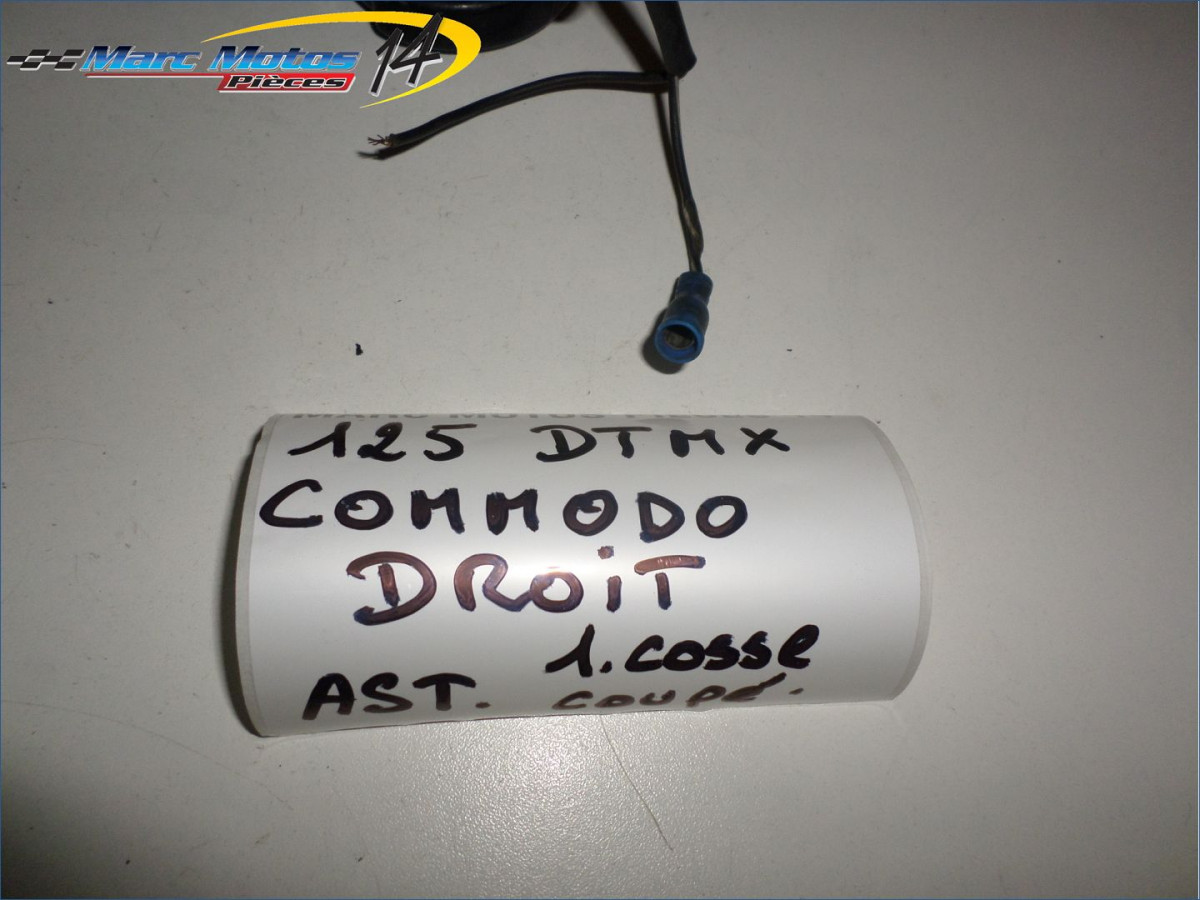 Marc Motos 14
Pièces
125 DTMX
COMMODO
DROiT
1.cosse
AST. coupé.